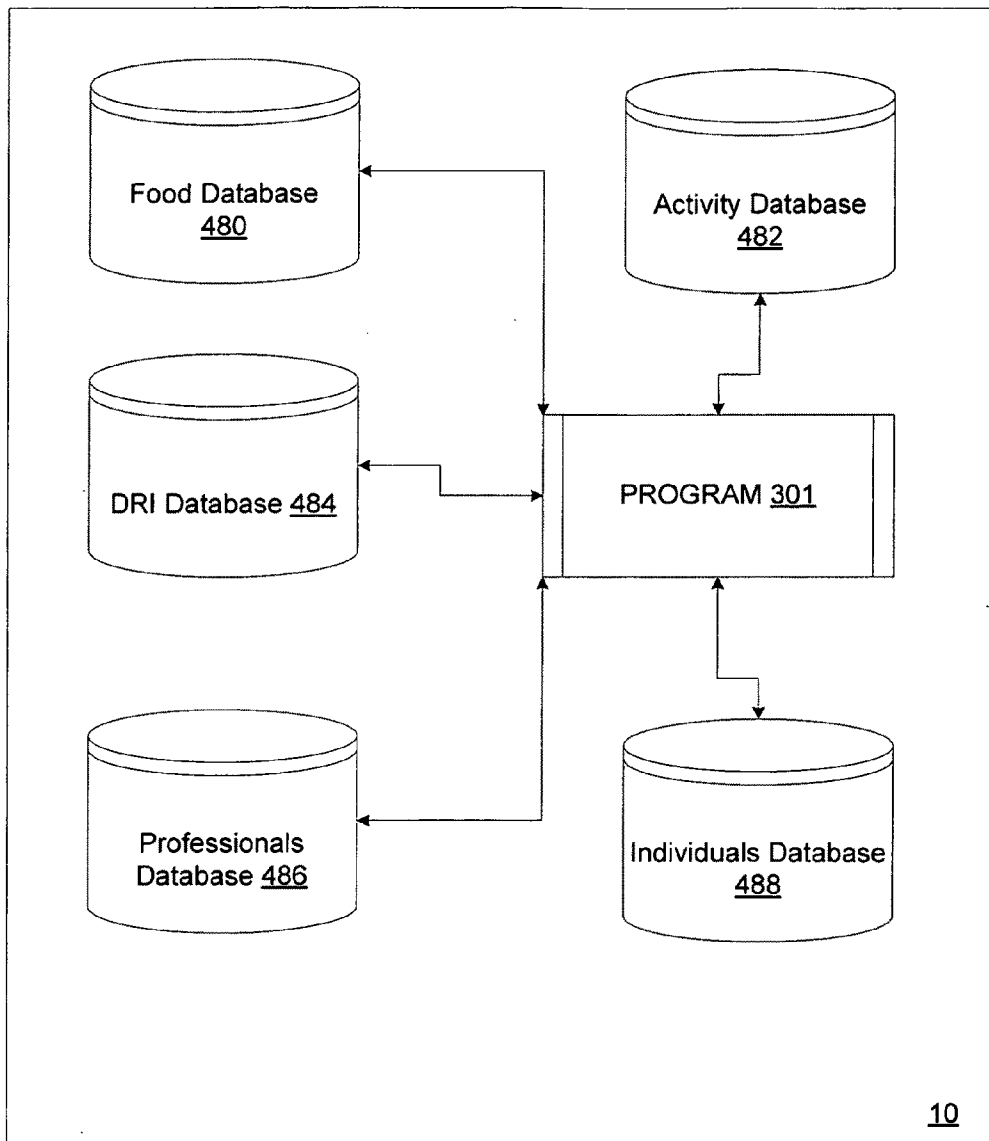 Food Database
480
Activity Database
482
DRI Database 484
PROGRAM 301
Professionals
Database 486
Individuals Database
488
10